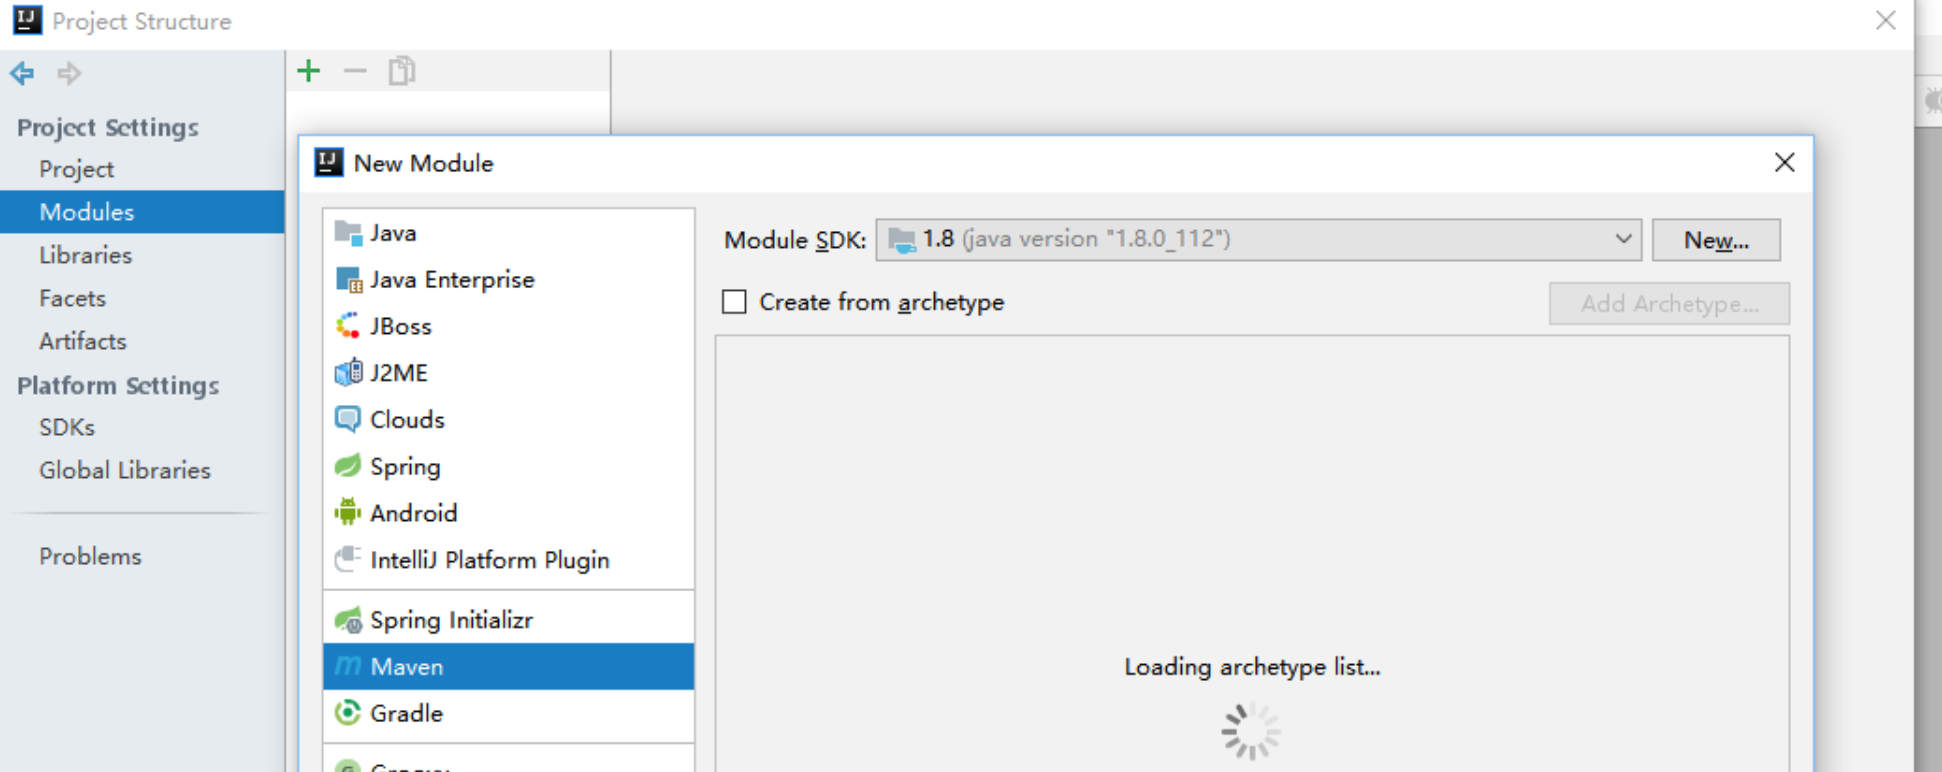 Project Structure
Project Settings
Project
Modules
Libraries
Facets
Artifacts
Platform Settings
SDKs
Global Libraries
Problems
New Module
Java
Java Enterprise
JBoss
J2ME
Clouds
Spring
Android
IntelliJ Platform Plugin
Spring Initializr
Maven
Gradle
Module SDK: 1.8 (java version "1.8.0_112") New...
Create from archetype Add Archetype...
Loading archetype list...